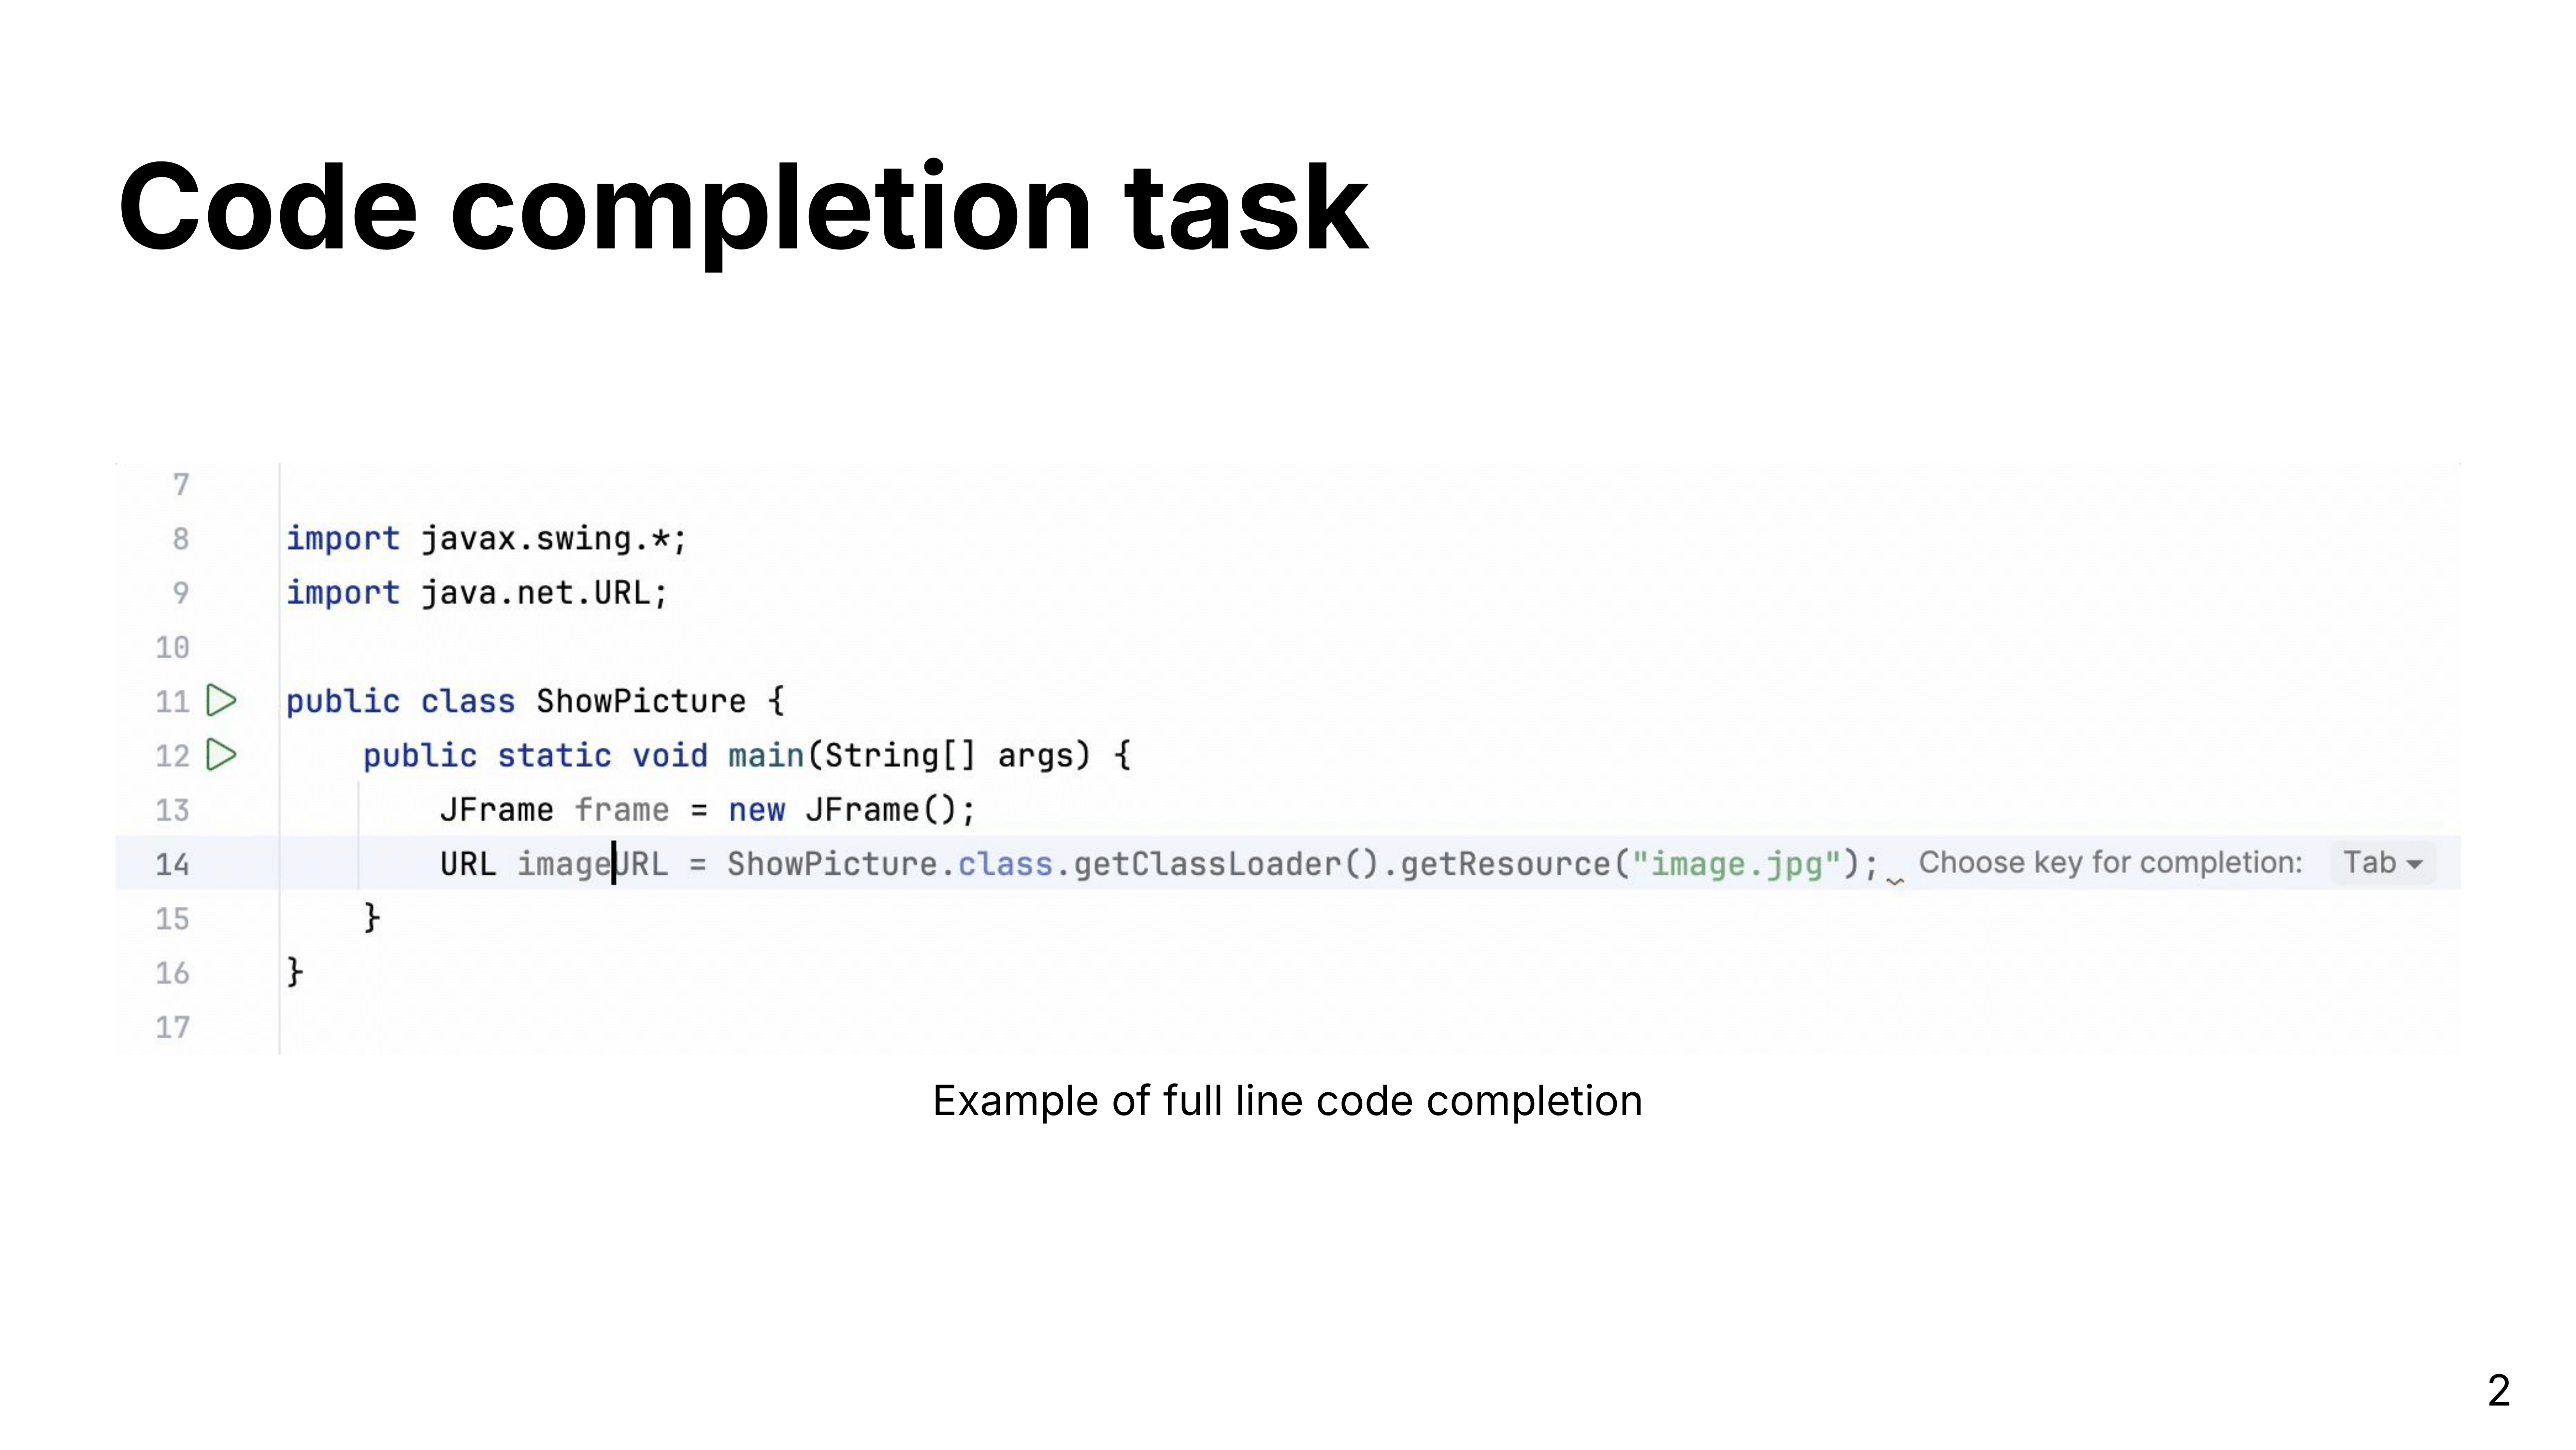 Code completion task
7
8 import javax.swing.*;
9 import java.net.URL;
10
11 public class ShowPicture {
12 public static void main(String[] args) {
13 JFrame frame = new JFrame();
14 URL imageURL = ShowPicture.class.getClassLoader().getResource("image.jpg"); Choose key for completion: Tab
15 }
16 }
17
Example of full line code completion
2